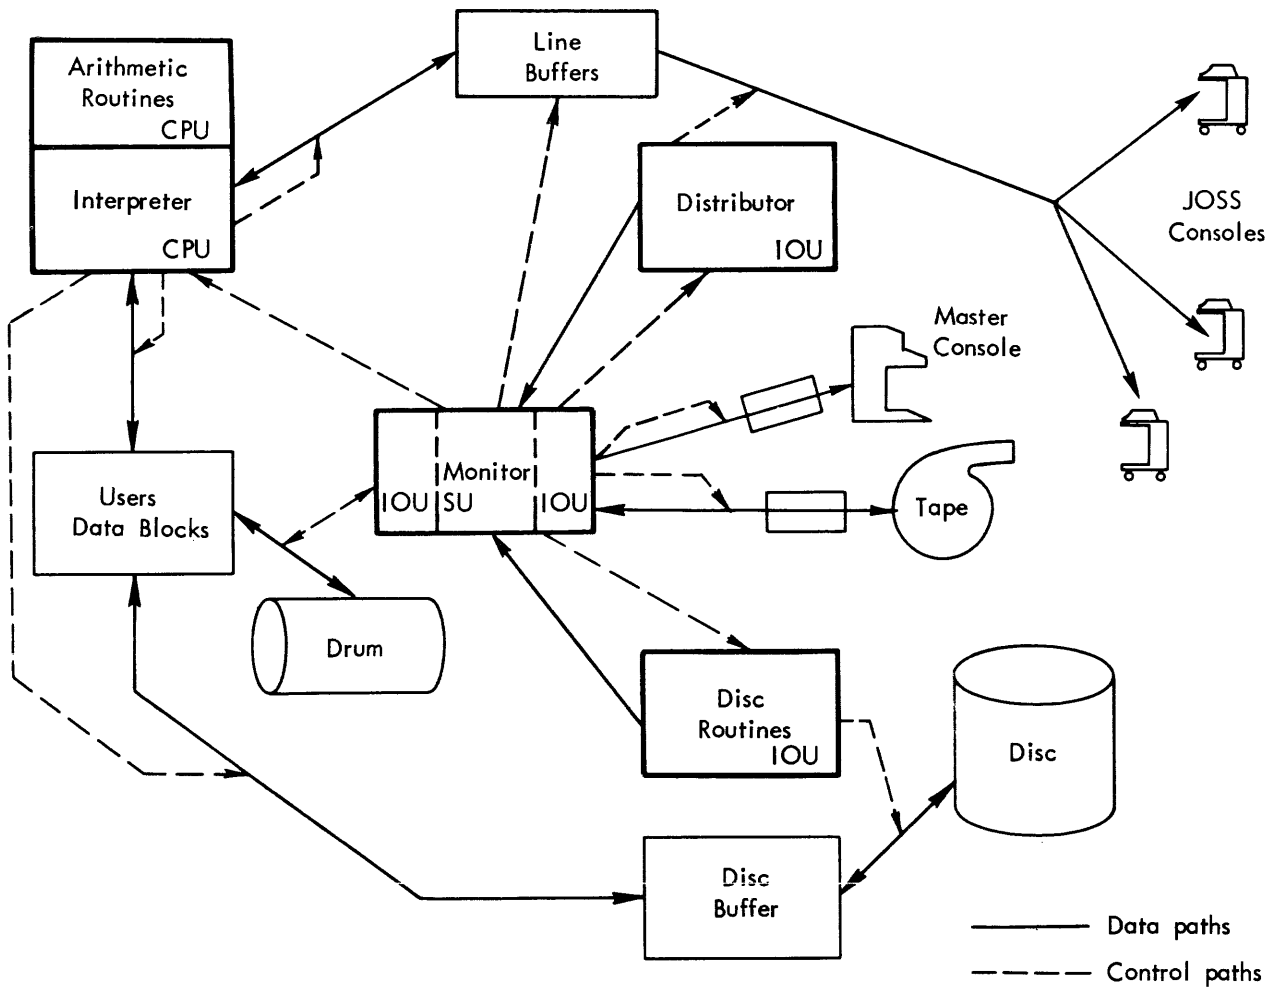 Line
Buffers
Arithmetic
Routines
CPU
Interpreter
CPU
Distributor
IOU
JOSS
Consoles
Master
Console
Monitor
IOU SU IOU
Tape
Users
Data Blocks
Drum
Disc
Routines
IOU
Disc
Disc
Buffer
Data paths
Control paths